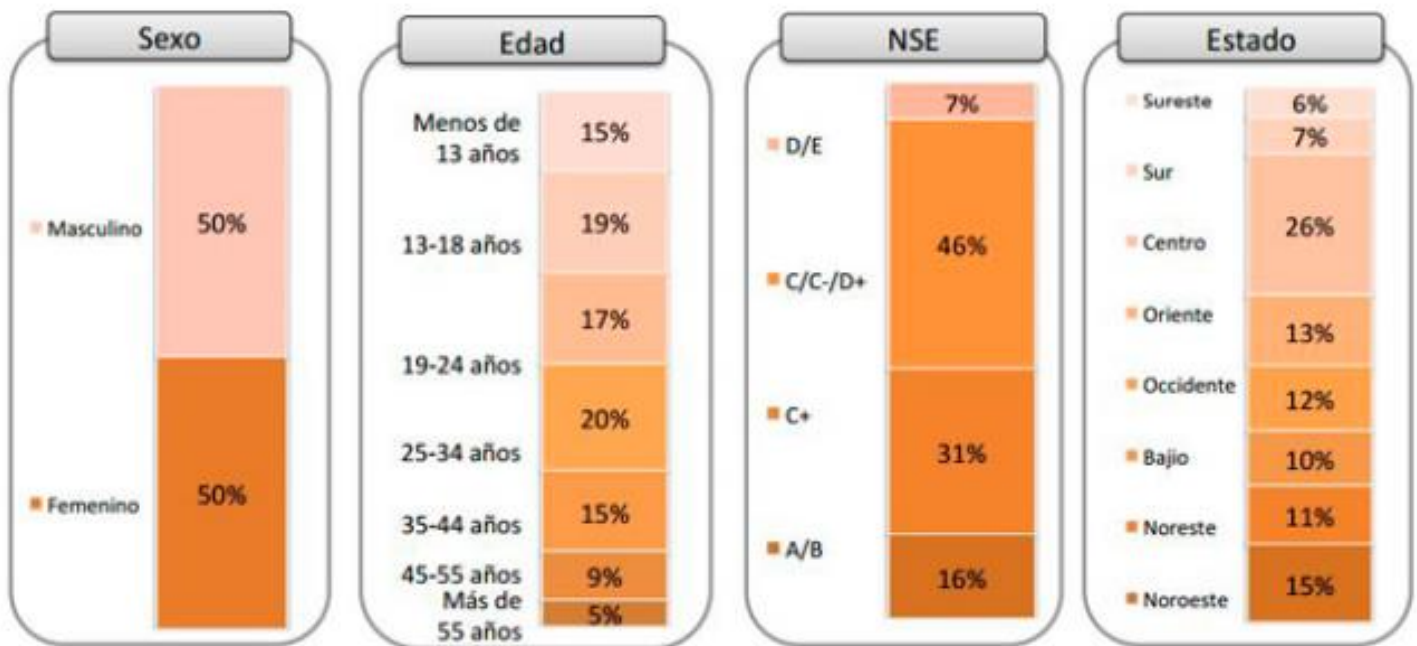 Sexo
Masculino
50%
Femenino
50%
Edad
Menos de
13 años
15%
13-18 años
19%
19-24 años
17%
25-34 años
20%
35-44 años
15%
45-55 años
9%
Más de
55 años
5%
NSE
D/E
7%
C/C-/D+
46%
C+
31%
A/B
16%
Estado
Sureste
6%
Sur
7%
Centro
26%
Oriente
13%
Occidente
12%
Bajio
10%
Noreste
11%
Noroeste
15%